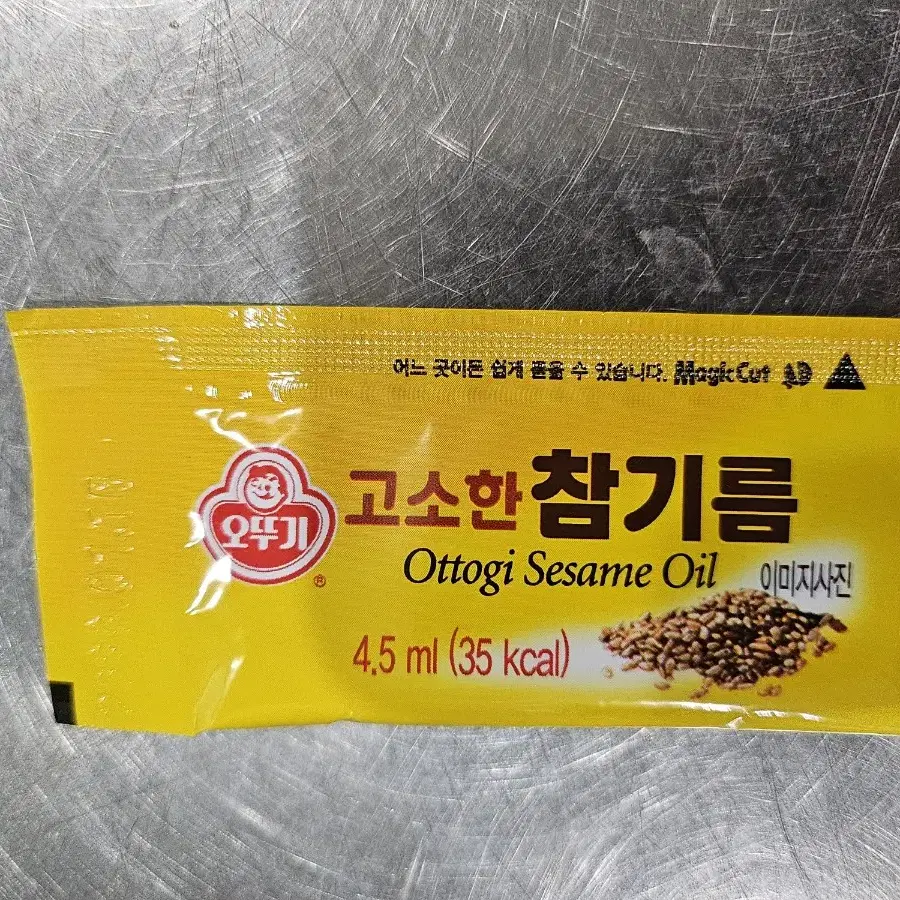 어느 곳이든 쉽게 뜯을 수 있습니다. Magic Cut
오뚜기
®
고소한 참기름
Ottogi Sesame Oil
이미지사진
4.5 ml (35 kcal)